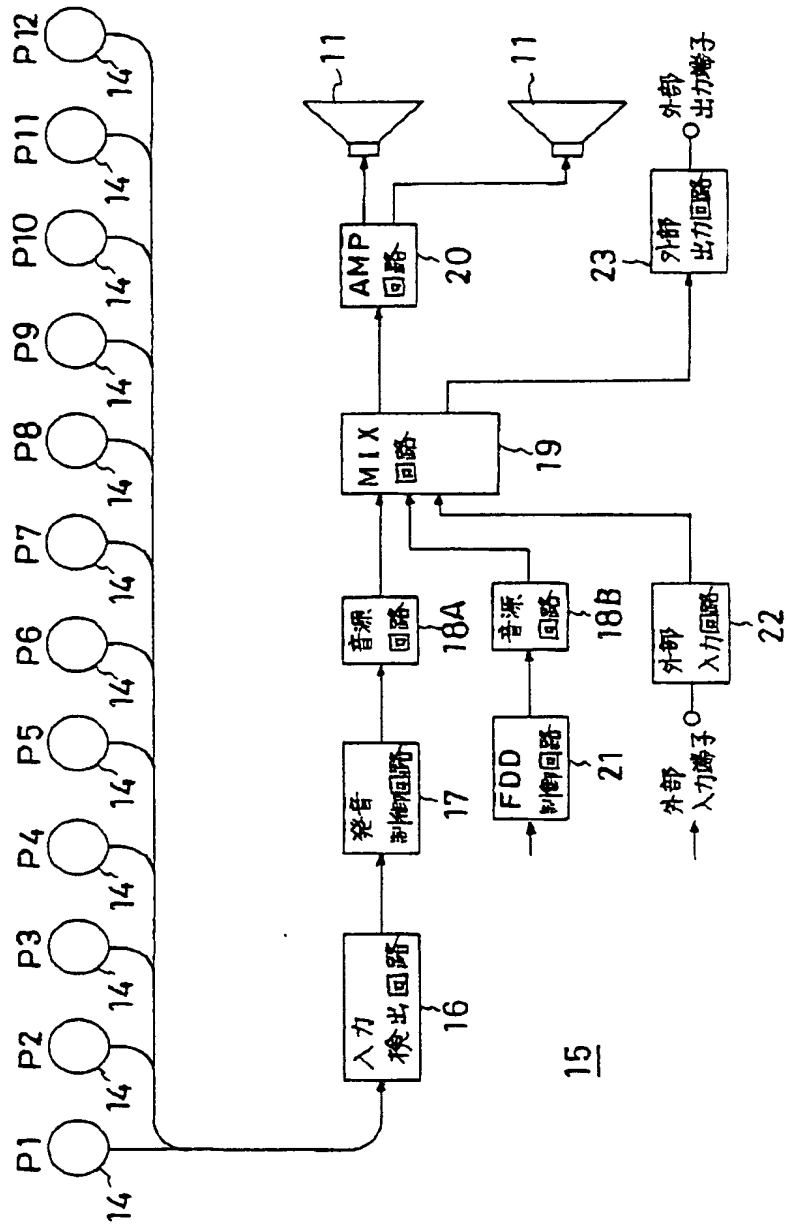 P1
P2
P3
P4
P5
P6
P7
P8
P9
P10
P11
P12
14
14
14
14
14
14
14
14
14
14
14
14
入力
検出回路
16
発音
制御回路
17
音源
回路
18A
MIX
回路
19
AMP
回路
20
11
11
FDD
制御回路
21
音源
回路
18B
外部
入力端子
外部
入力回路
22
23
外部
出力回路
外部
出力端子
15